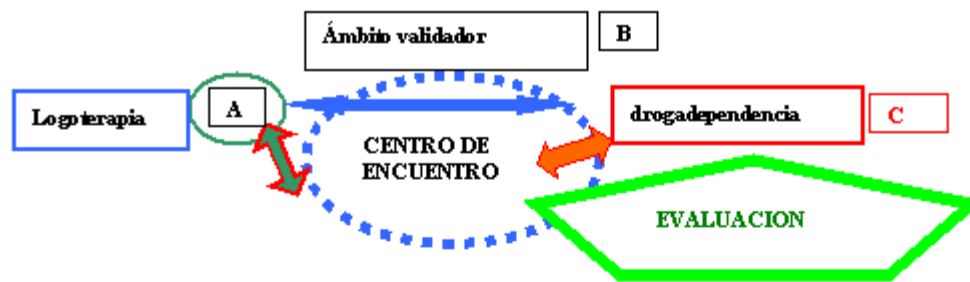 Ámbito validador
B
Logoterapia
A
drogadependencia
C
CENTRO DE
ENCUENTRO
EVALUACION